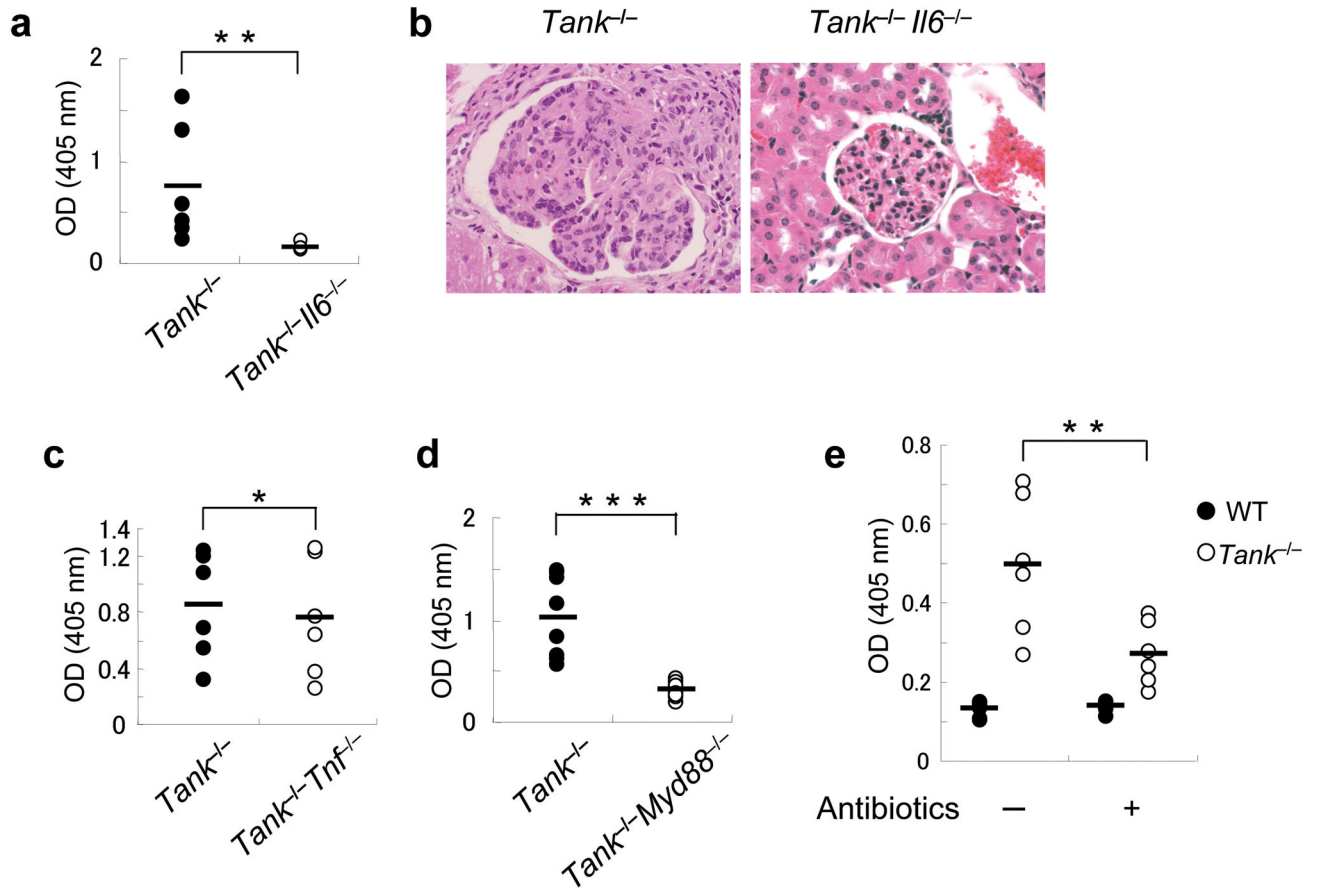 a
* *
2
1
0
OD (405 nm)
Tank–/–
Tank–/–Il6–/–
b
Tank–/–
Tank–/– Il6–/–
c
*
1.4
1.2
0.8
0.4
0
OD (405 nm)
Tank–/–
Tank–/–Tnf–/–
d
* * *
2
1
0
OD (405 nm)
Tank–/–
Tank–/–Myd88–/–
e
* *
0.8
0.6
0.4
0.2
0
OD (405 nm)
WT
Tank–/–
Antibiotics – +